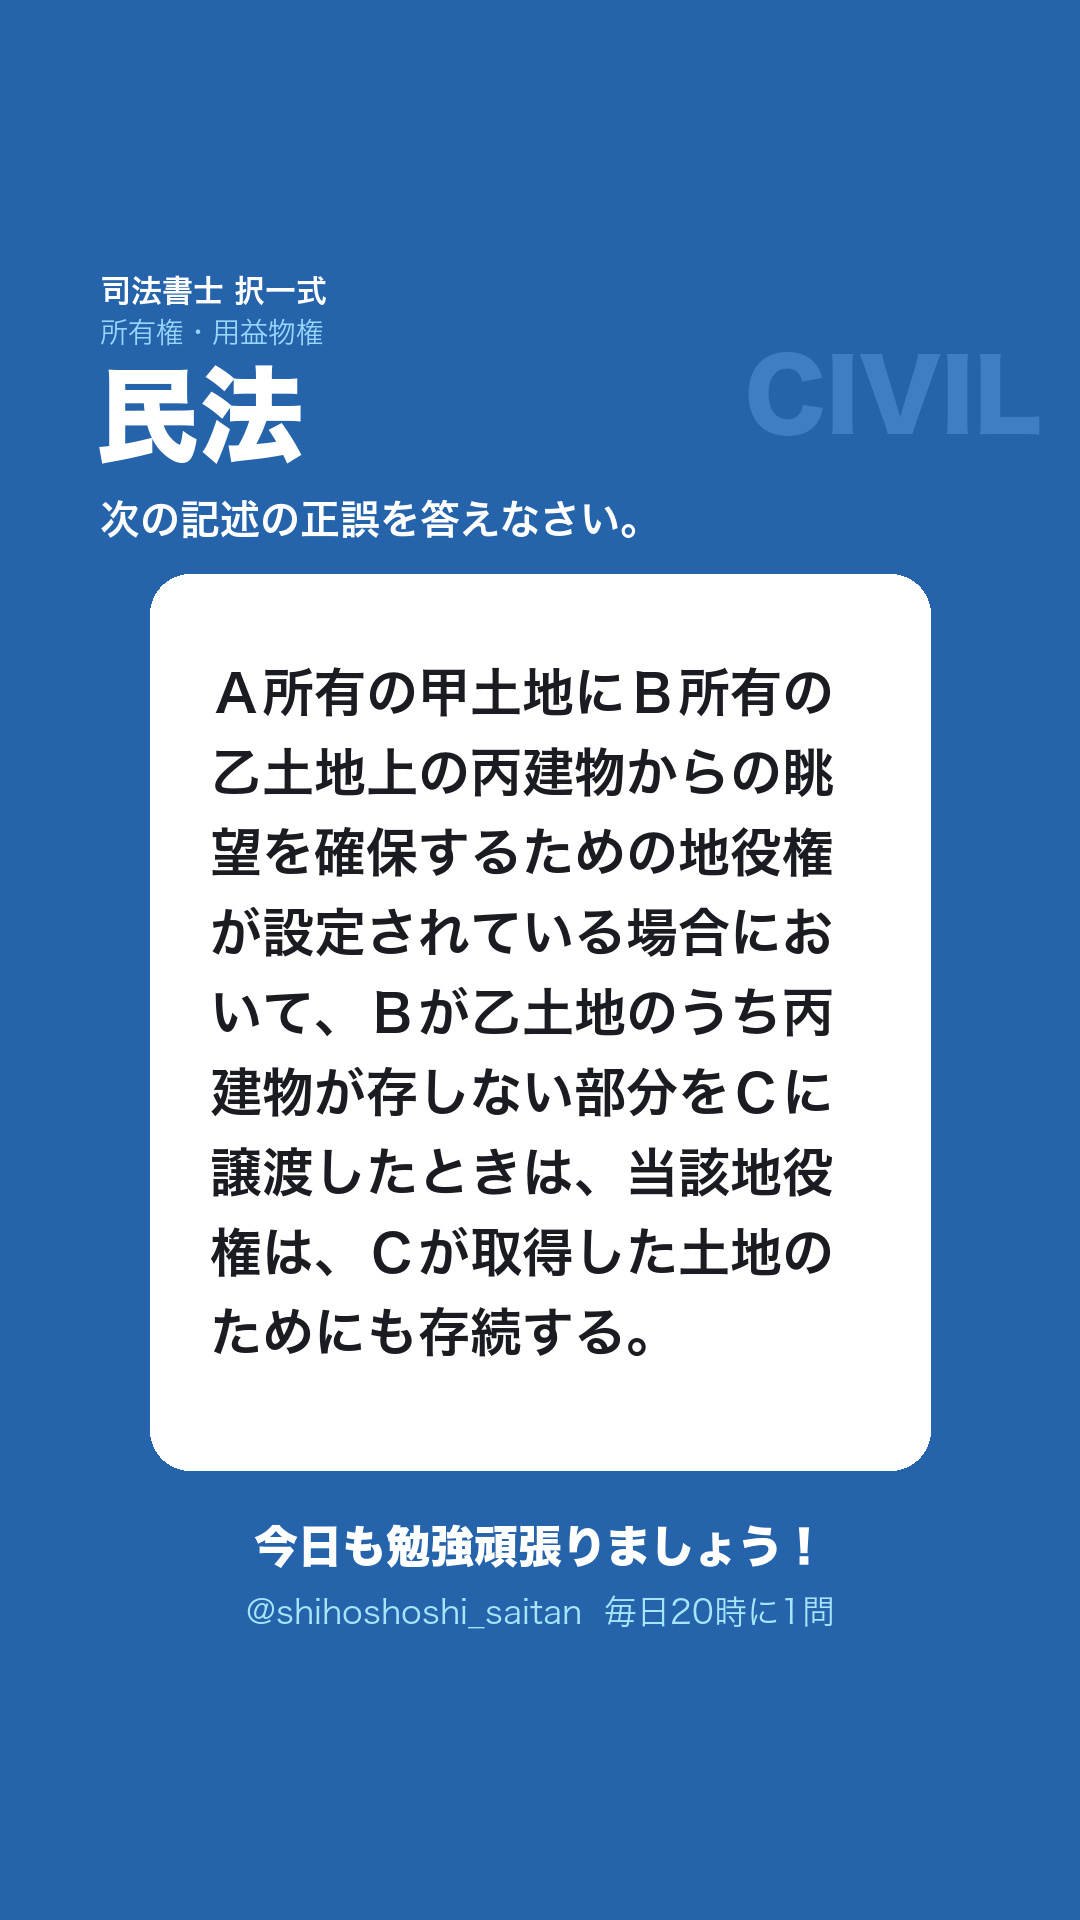 司法書士 択一式
所有権・用益物権
民法
CIVIL
次の記述の正誤を答えなさい。
Ａ所有の甲土地にＢ所有の
乙土地上の丙建物からの眺
望を確保するための地役権
が設定されている場合にお
いて、Ｂが乙土地のうち丙
建物が存しない部分をＣに
譲渡したときは、当該地役
権は、Ｃが取得した土地の
ためにも存続する。
今日も勉強頑張りましょう！
@shihoshoshi_saitan 毎日20時に1問